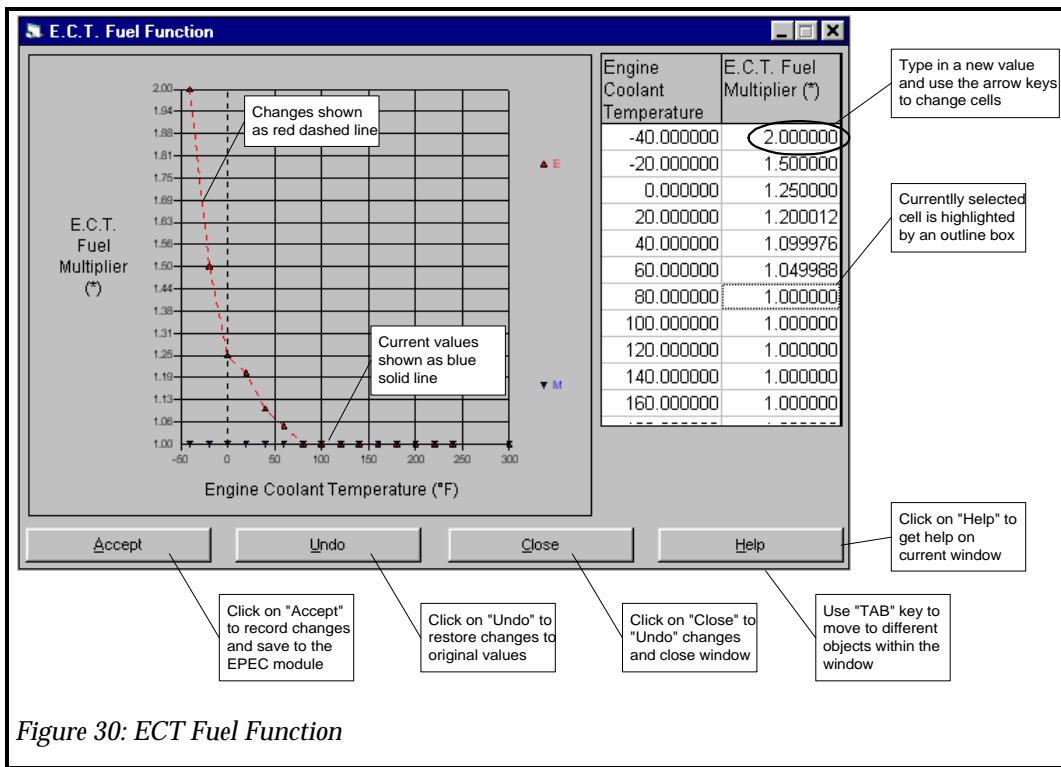 E.C.T. Fuel Function
2.00
1.94
1.88
1.81
1.75
1.69
1.63
1.56
1.50
1.44
1.38
1.31
1.25
1.19
1.13
1.06
1.00
-50
0
50
100
150
200
250
300
E.C.T.
Fuel
Multiplier
(*)
Engine Coolant Temperature (°F)
Changes shown
as red dashed line
Current values
shown as blue
solid line
E
M
Engine
Coolant
Temperature
E.C.T. Fuel
Multiplier (*)
-40.000000 2.000000
-20.000000 1.500000
0.000000 1.250000
20.000000 1.200012
40.000000 1.099976
60.000000 1.049988
80.000000 1.000000
100.000000 1.000000
120.000000 1.000000
140.000000 1.000000
160.000000 1.000000
Type in a new value
and use the arrow keys
to change cells
Currentlly selected
cell is highlighted
by an outline box
Accept
Undo
Close
Help
Click on "Help" to
get help on
current window
Click on "Accept"
to record changes
and save to the
EPEC module
Click on "Undo" to
restore changes to
original values
Click on "Close" to
"Undo" changes
and close window
Use "TAB" key to
move to different
objects within the
window
Figure 30: ECT Fuel Function